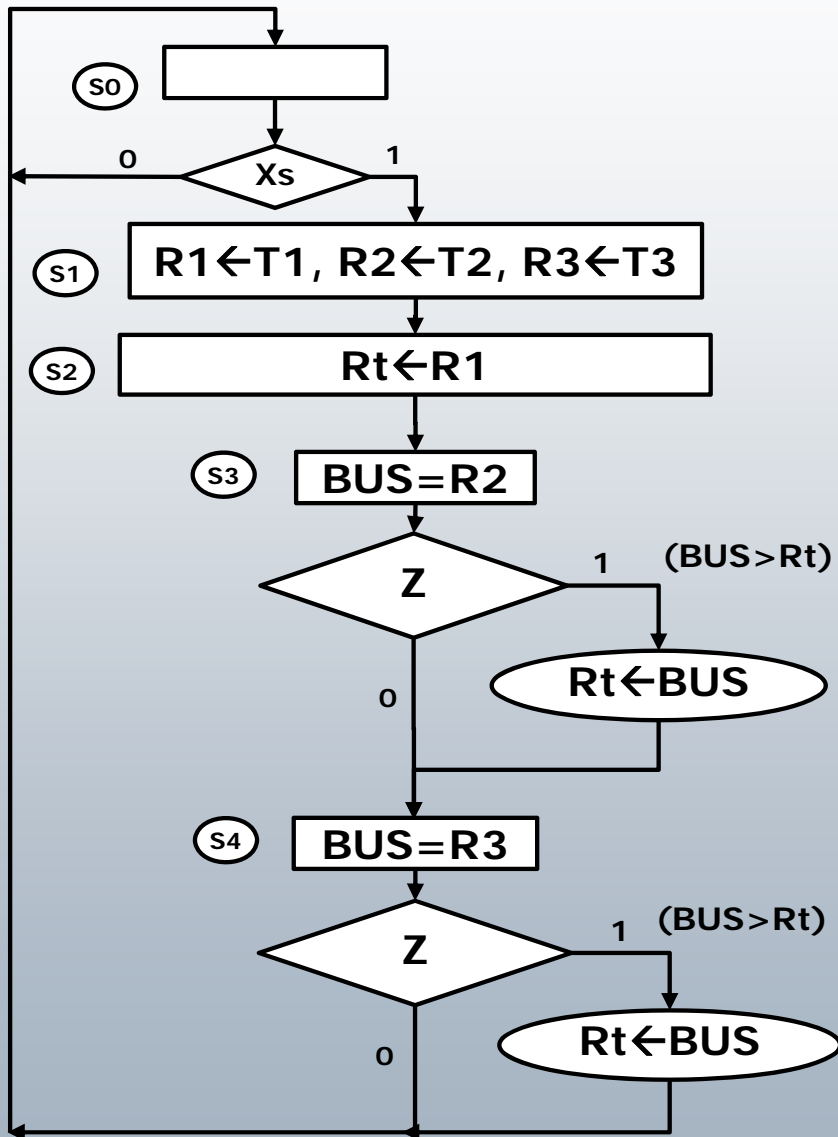 S0
0
Xs
1
S1
R1←T1, R2←T2, R3←T3
S2
Rt←R1
S3
BUS=R2
Z
1
(BUS>Rt)
0
Rt←BUS
S4
BUS=R3
Z
1
(BUS>Rt)
0
Rt←BUS